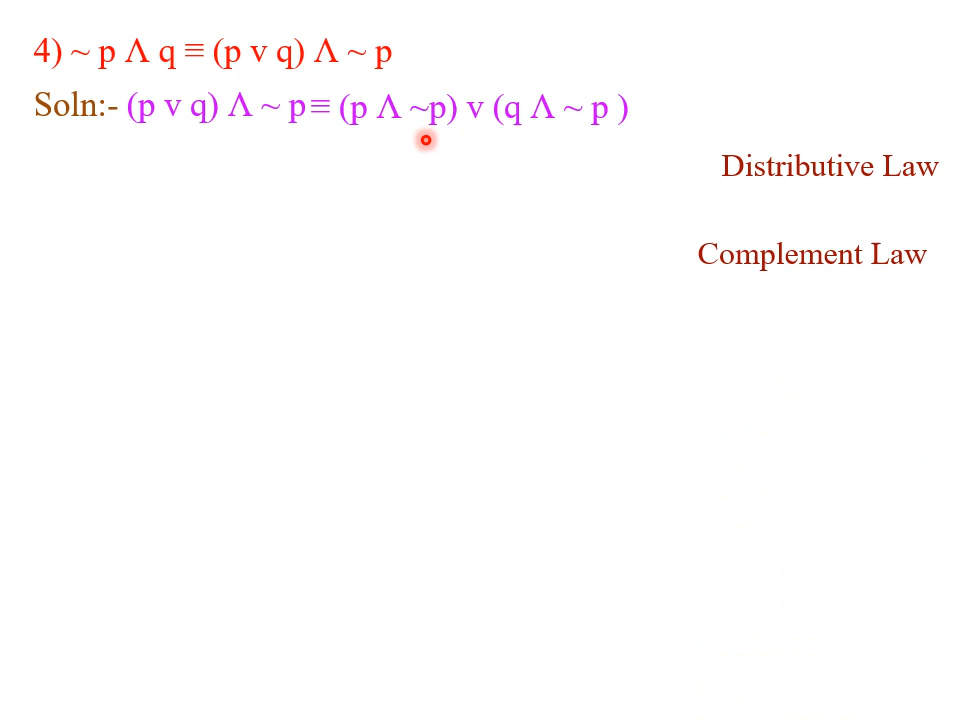 4) ~ p Λ q ≡ (p v q) Λ ~ p
Soln:- (p v q) Λ ~ p ≡ (p Λ ~p) v (q Λ ~ p )
Distributive Law
Complement Law